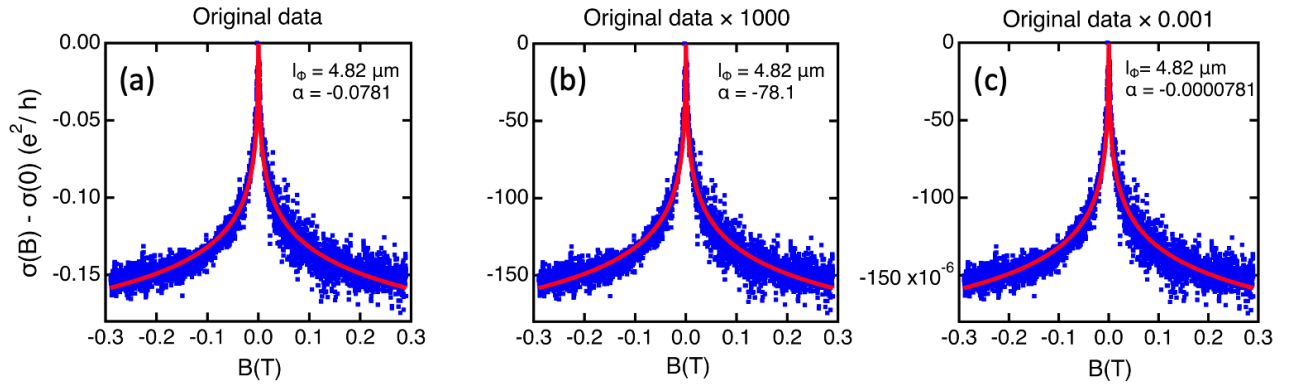 Original data
(a)
lΦ = 4.82 μm
α = -0.0781
0.00
-0.05
-0.10
-0.15
-0.3 -0.2 -0.1 0.0 0.1 0.2 0.3
B(T)
σ(B) - σ(0) (e²/ h)
Original data × 1000
(b)
lΦ = 4.82 μm
α = -78.1
0
-50
-100
-150
-0.3 -0.2 -0.1 0.0 0.1 0.2 0.3
B(T)
Original data × 0.001
(c)
lΦ= 4.82 μm
α = -0.0000781
0
-50
-100
-150 x10⁻⁶
-0.3 -0.2 -0.1 0.0 0.1 0.2 0.3
B(T)